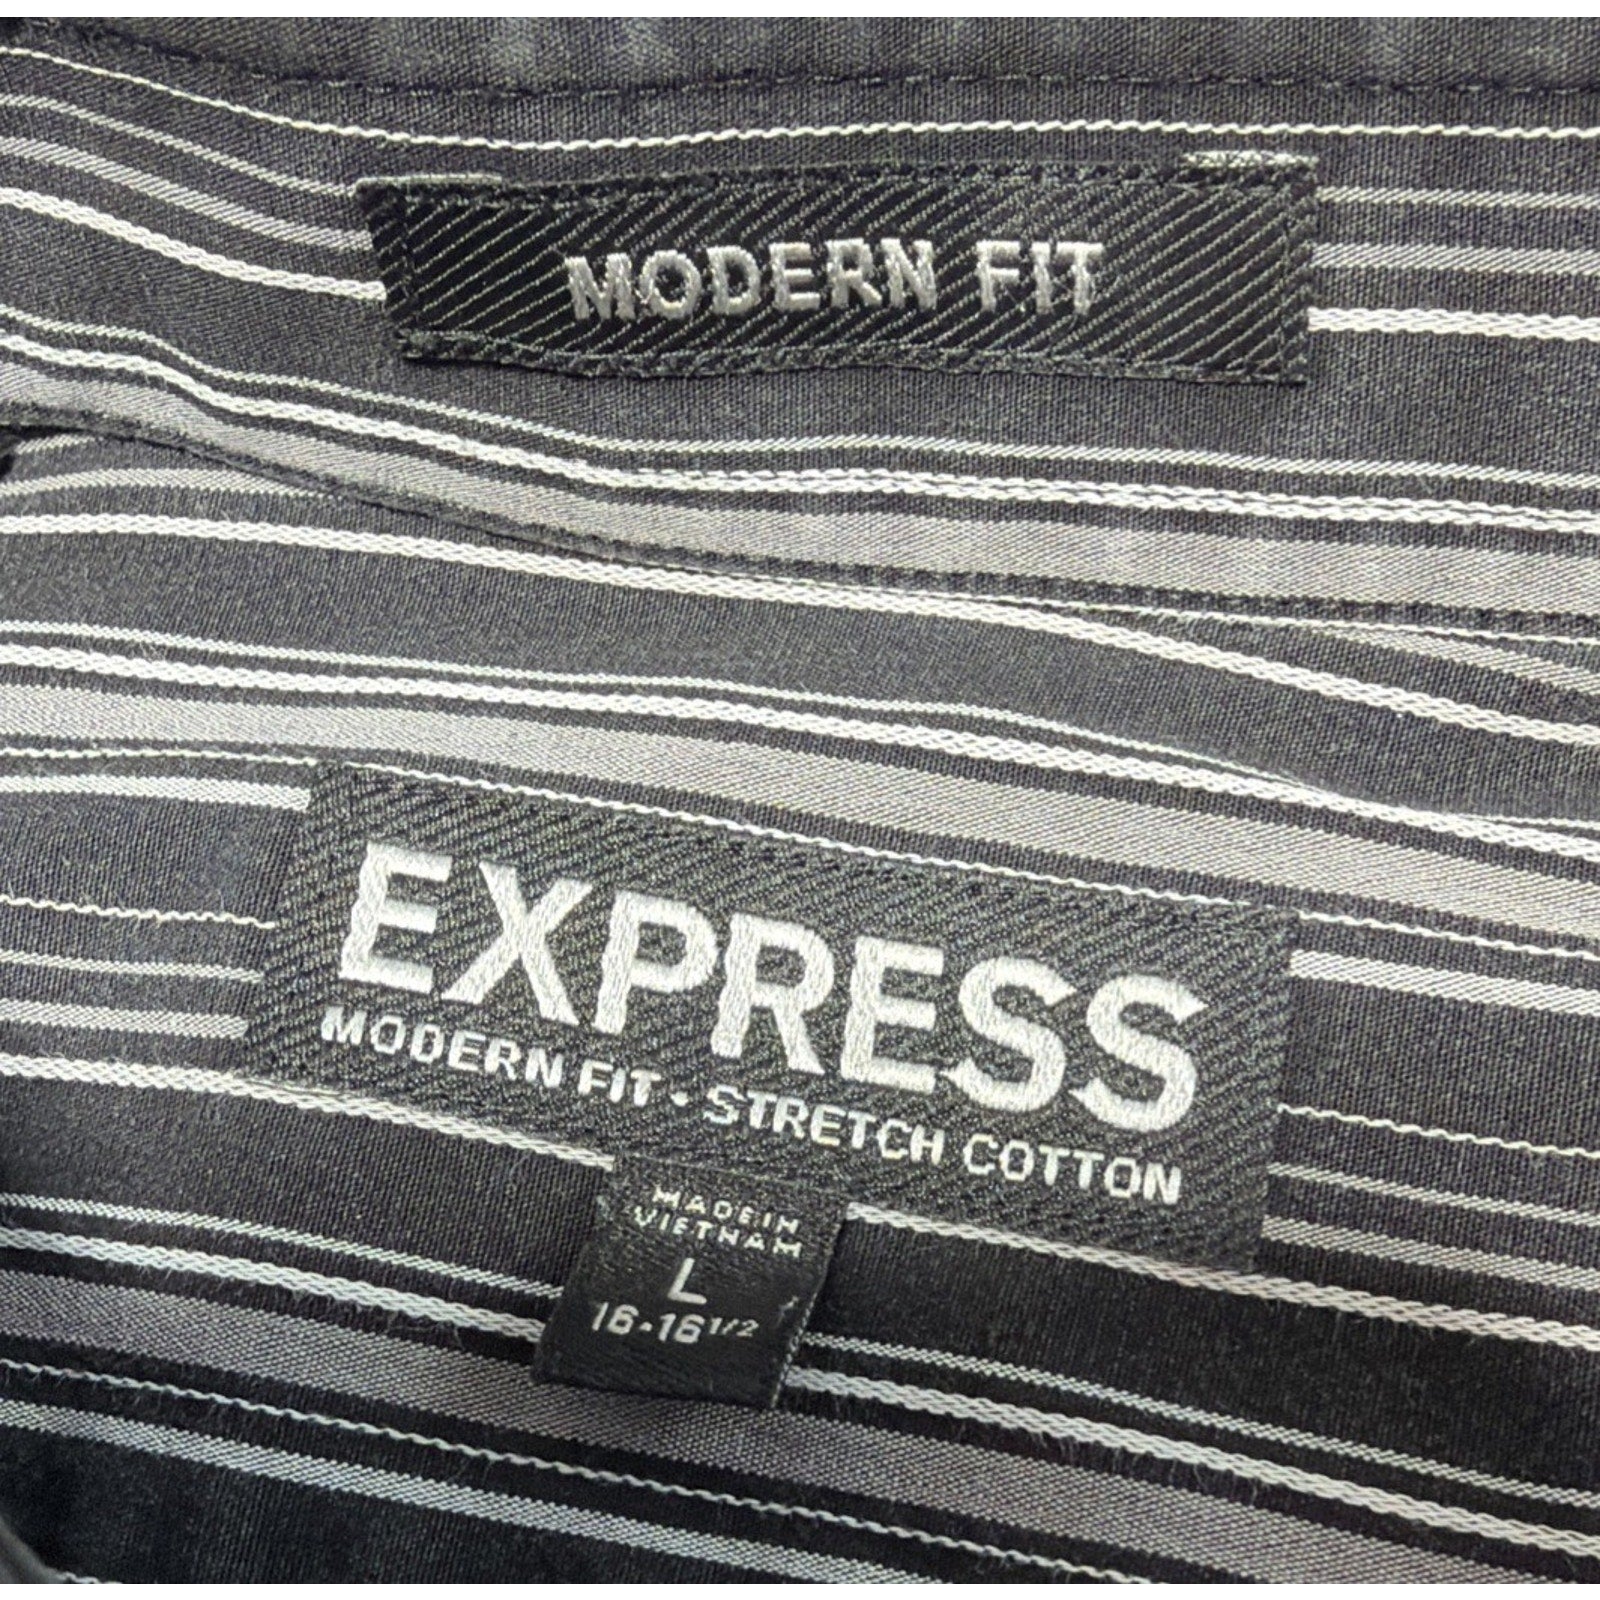 MODERN FIT
EXPRESS
MODERN FIT • STRETCH COTTON
MADE IN
VIETNAM
L
16-16 1/2